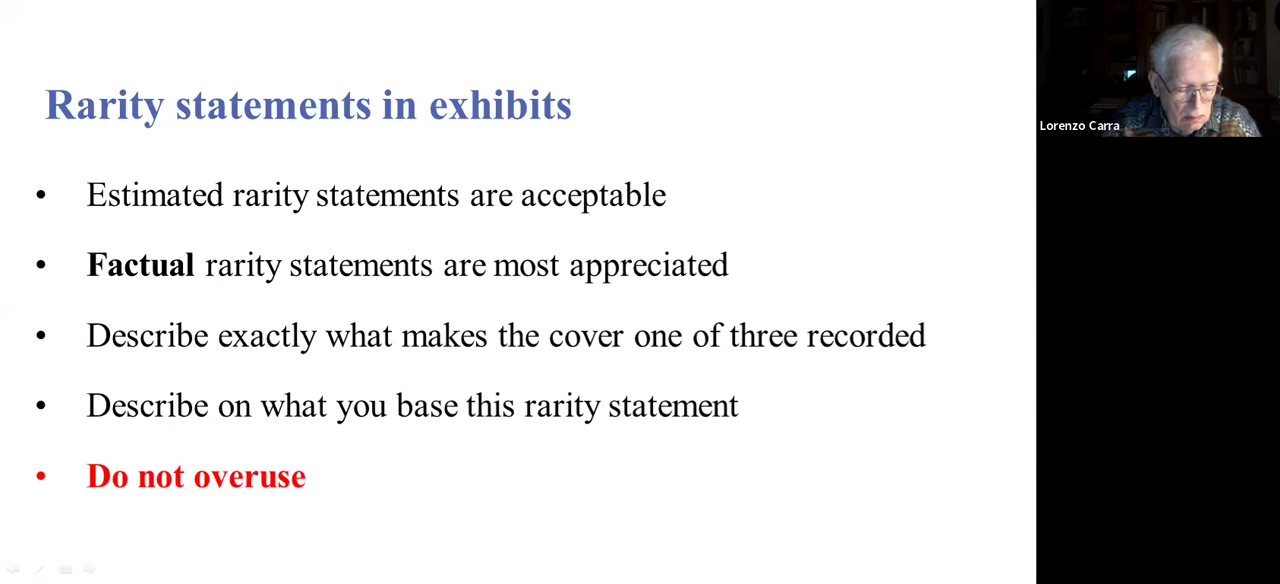 Rarity statements in exhibits
• Estimated rarity statements are acceptable
• Factual rarity statements are most appreciated
• Describe exactly what makes the cover one of three recorded
• Describe on what you base this rarity statement
• Do not overuse
Lorenzo Carra